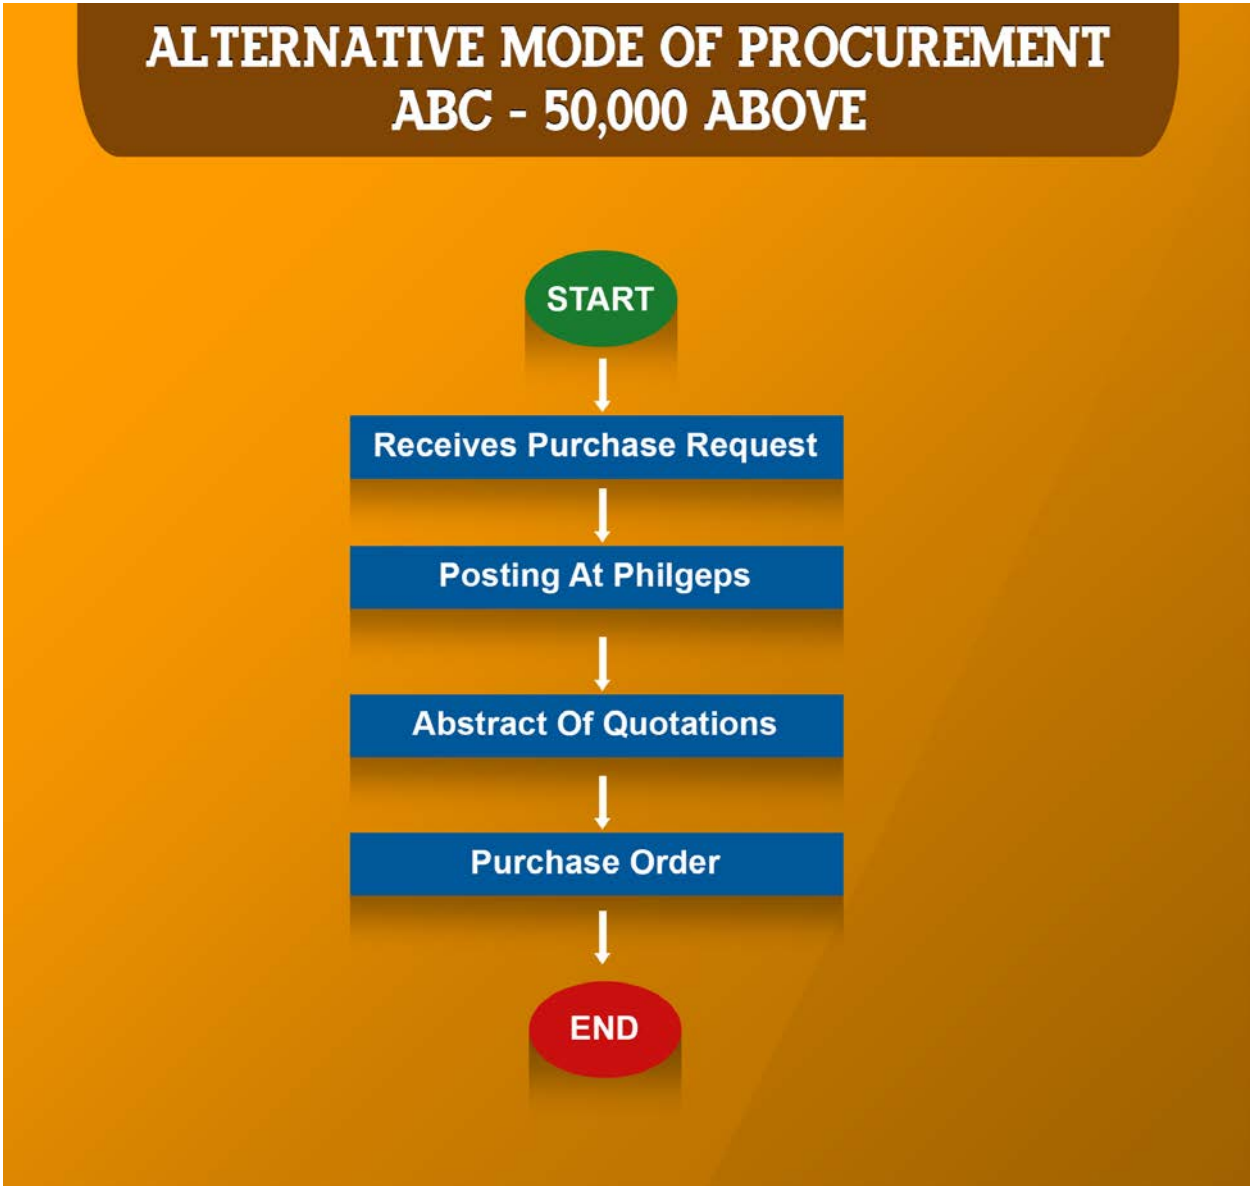 ALTERNATIVE MODE OF PROCUREMENT
ABC - 50,000 ABOVE
START
Receives Purchase Request
Posting At Philgeps
Abstract Of Quotations
Purchase Order
END